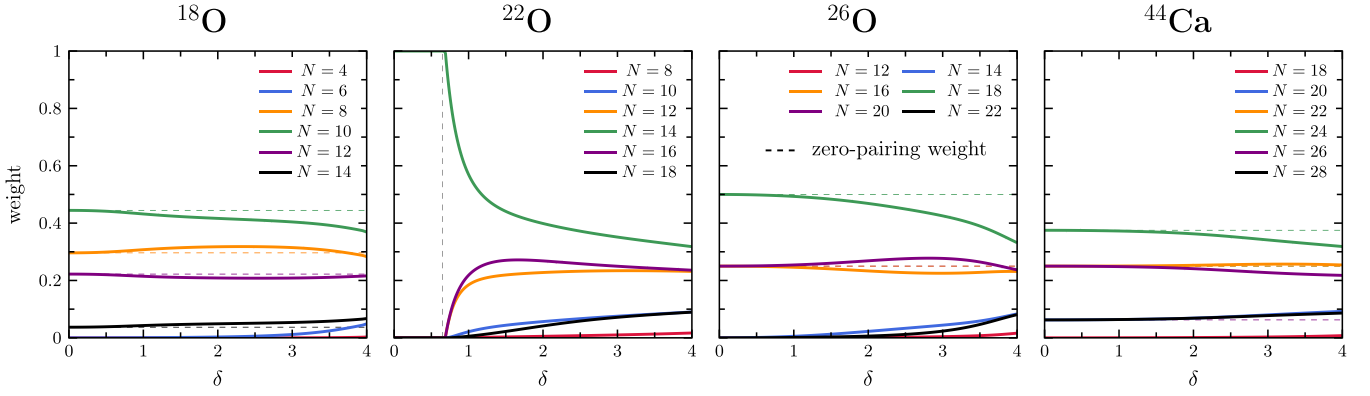 ¹⁸O
²²O
²⁶O
⁴⁴Ca
weight
1
0.8
0.6
0.4
0.2
0
N = 4
N = 6
N = 8
N = 10
N = 12
N = 14
0 1 2 3 4
δ
N = 8
N = 10
N = 12
N = 14
N = 16
N = 18
0 1 2 3 4
δ
N = 12 N = 14
N = 16 N = 18
N = 20 N = 22
zero-pairing weight
0 1 2 3 4
δ
N = 18
N = 20
N = 22
N = 24
N = 26
N = 28
0 1 2 3 4
δ